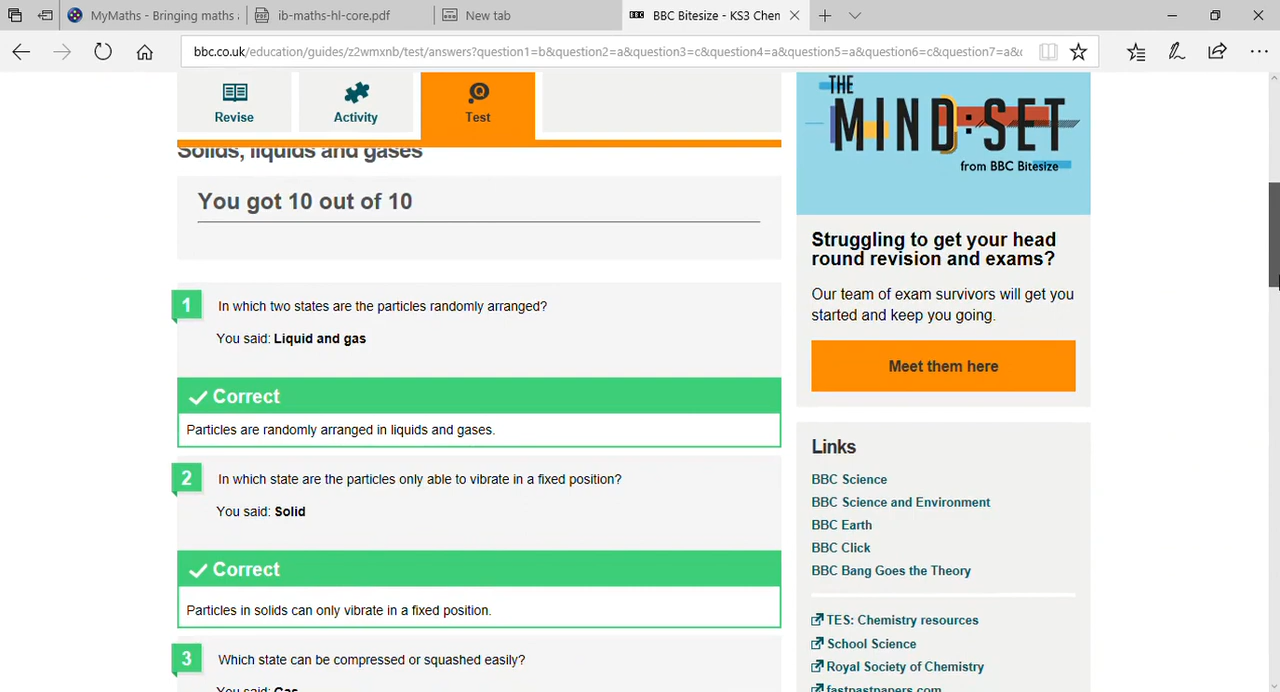 MyMaths - Bringing maths
ib-maths-hl-core.pdf
New tab
BBC
BBC Bitesize - KS3 Chem
bbc.co.uk/education/guides/z2wmxnb/test/answers?question1=b&question2=a&question3=c&question4=a&question5=a&question6=c&question7=a&
Revise
Activity
Test
Solids, liquids and gases
You got 10 out of 10
1
In which two states are the particles randomly arranged?
You said: Liquid and gas
Correct
Particles are randomly arranged in liquids and gases.
2
In which state are the particles only able to vibrate in a fixed position?
You said: Solid
Correct
Particles in solids can only vibrate in a fixed position.
3
Which state can be compressed or squashed easily?
You said: Gas
THE
MIND:SET
from BBC Bitesize
Struggling to get your head
round revision and exams?
Our team of exam survivors will get you
started and keep you going.
Meet them here
Links
BBC Science
BBC Science and Environment
BBC Earth
BBC Click
BBC Bang Goes the Theory
TES: Chemistry resources
School Science
Royal Society of Chemistry
fastpastpapers.com